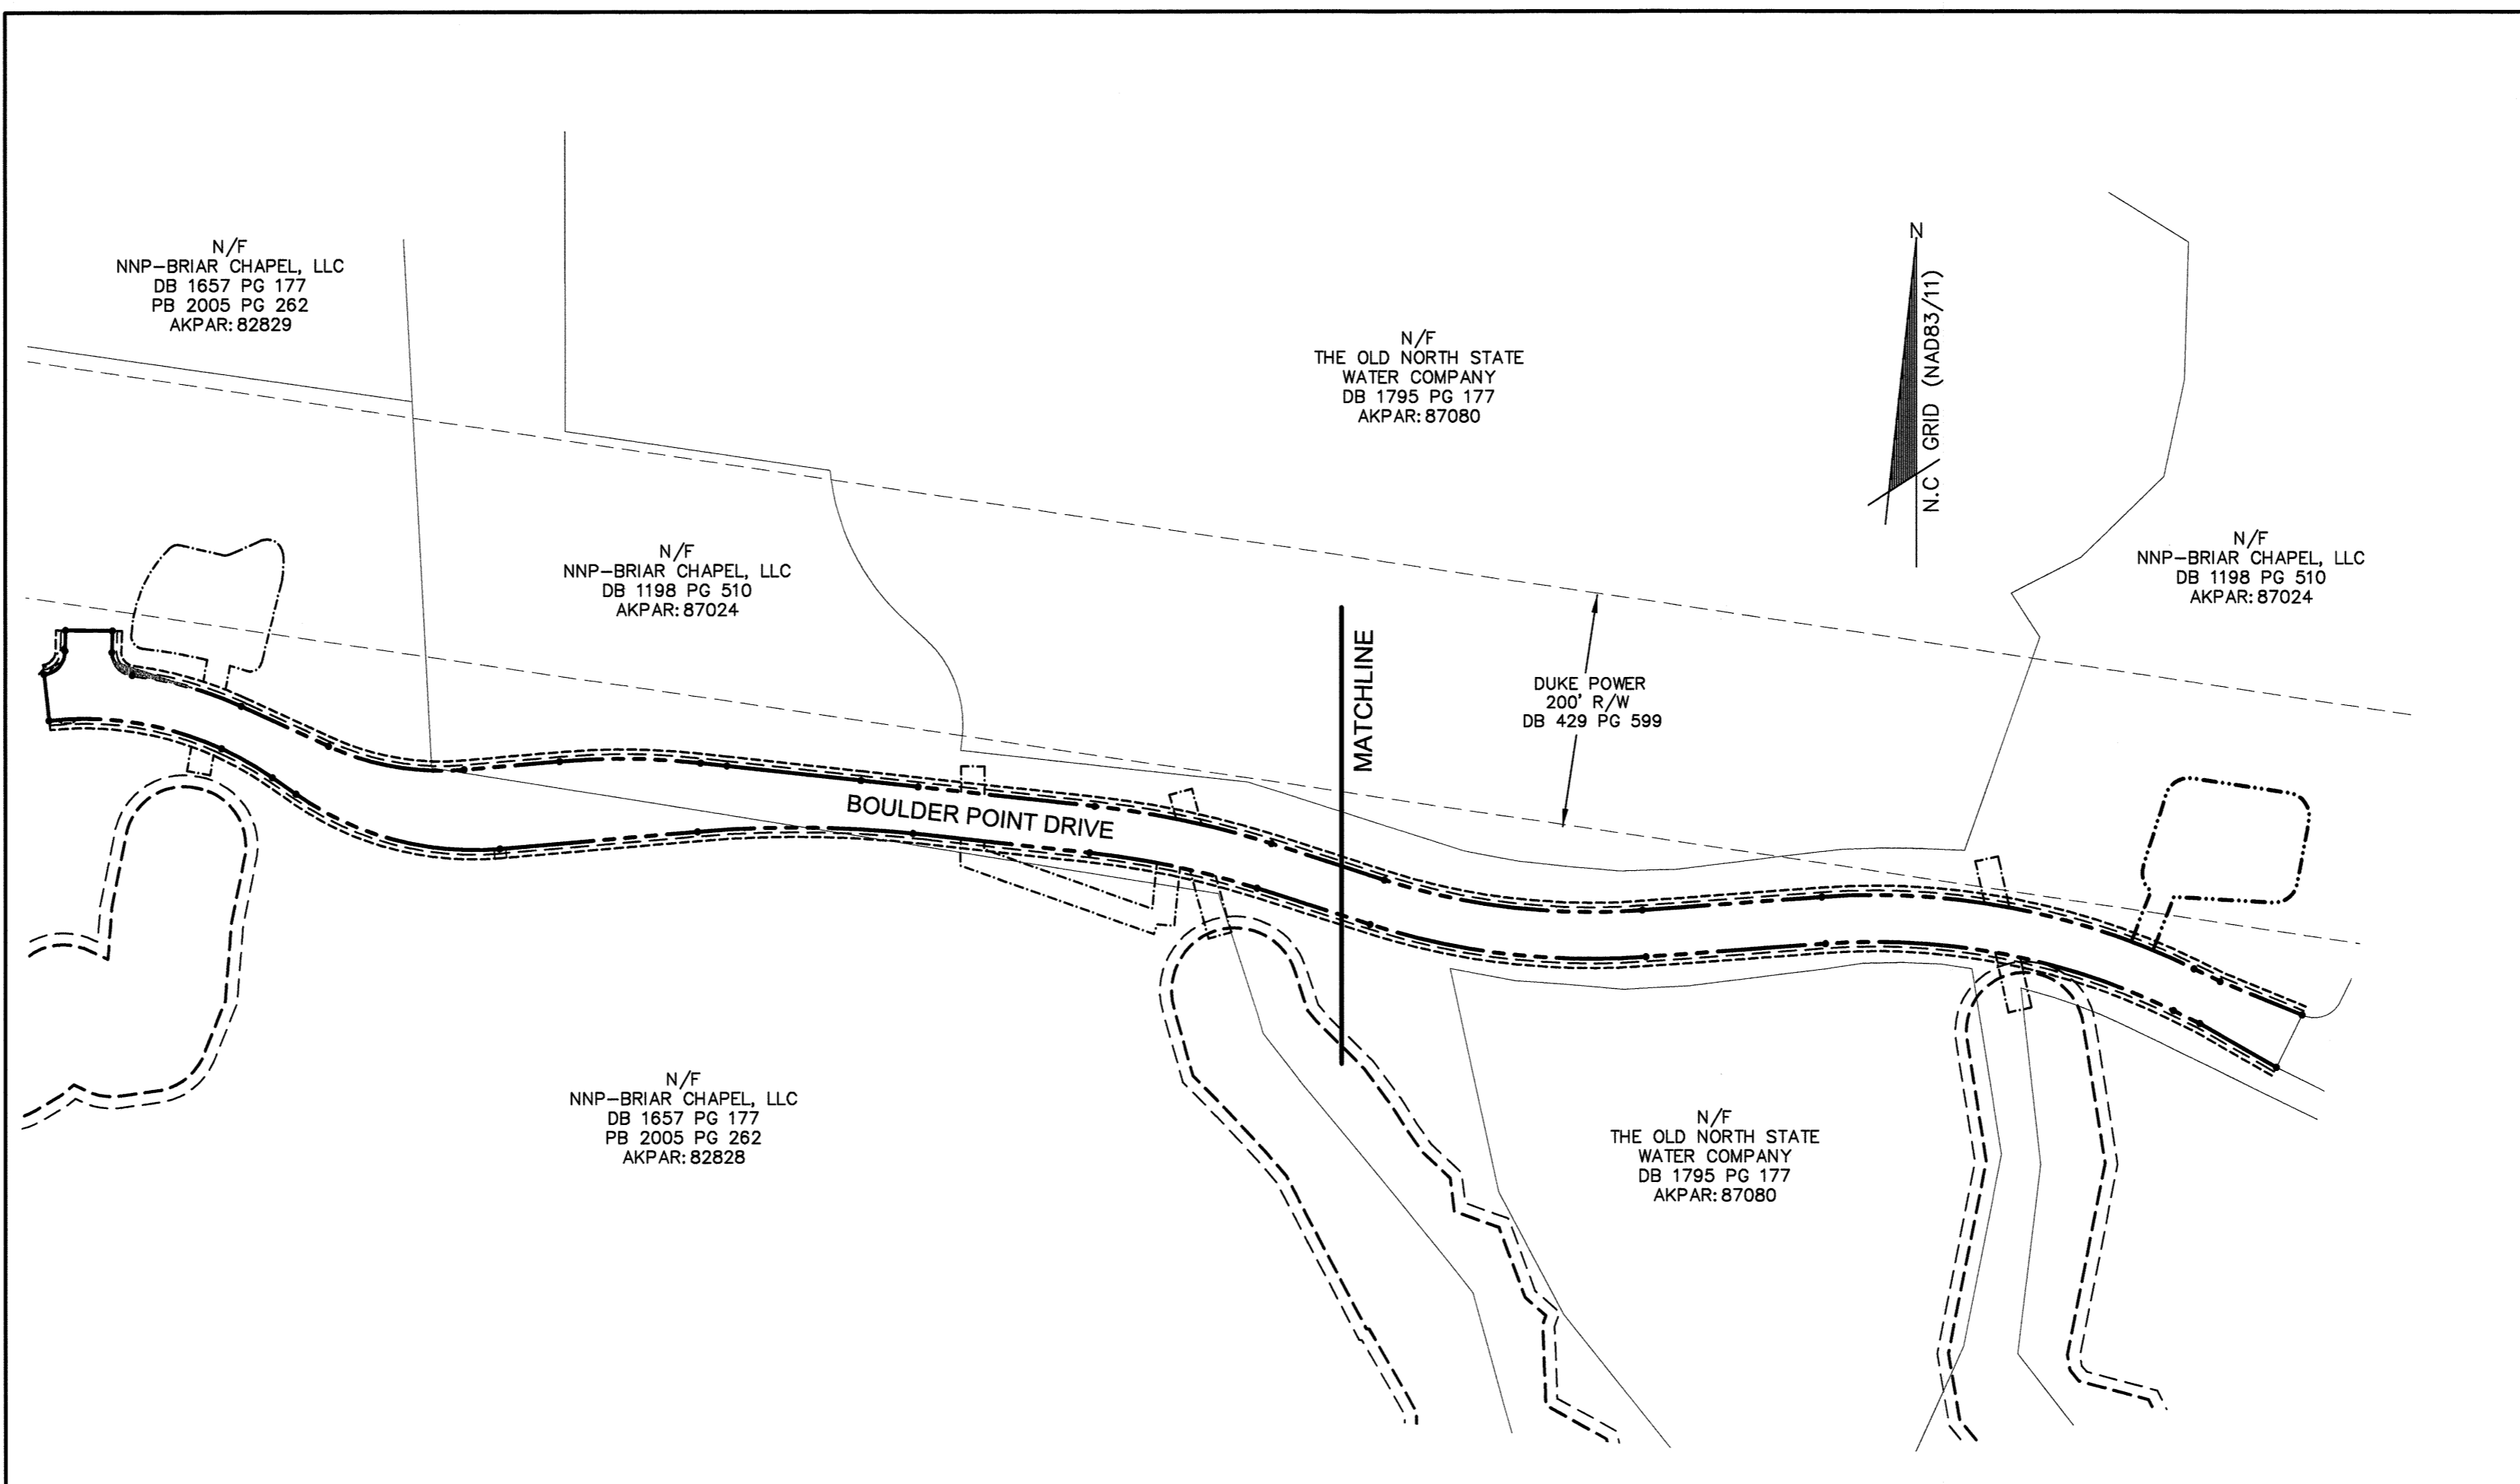 N/F
NNP-BRIAR CHAPEL, LLC
DB 1657 PG 177
PB 2005 PG 262
AKPAR: 82829
N/F
THE OLD NORTH STATE
WATER COMPANY
DB 1795 PG 177
AKPAR: 87080
N
N.C GRID (NAD83/11)
N/F
NNP-BRIAR CHAPEL, LLC
DB 1198 PG 510
AKPAR: 87024
N/F
NNP-BRIAR CHAPEL, LLC
DB 1198 PG 510
AKPAR: 87024
MATCHLINE
DUKE POWER
200' R/W
DB 429 PG 599
BOULDER POINT DRIVE
N/F
NNP-BRIAR CHAPEL, LLC
DB 1657 PG 177
PB 2005 PG 262
AKPAR: 82828
N/F
THE OLD NORTH STATE
WATER COMPANY
DB 1795 PG 177
AKPAR: 87080